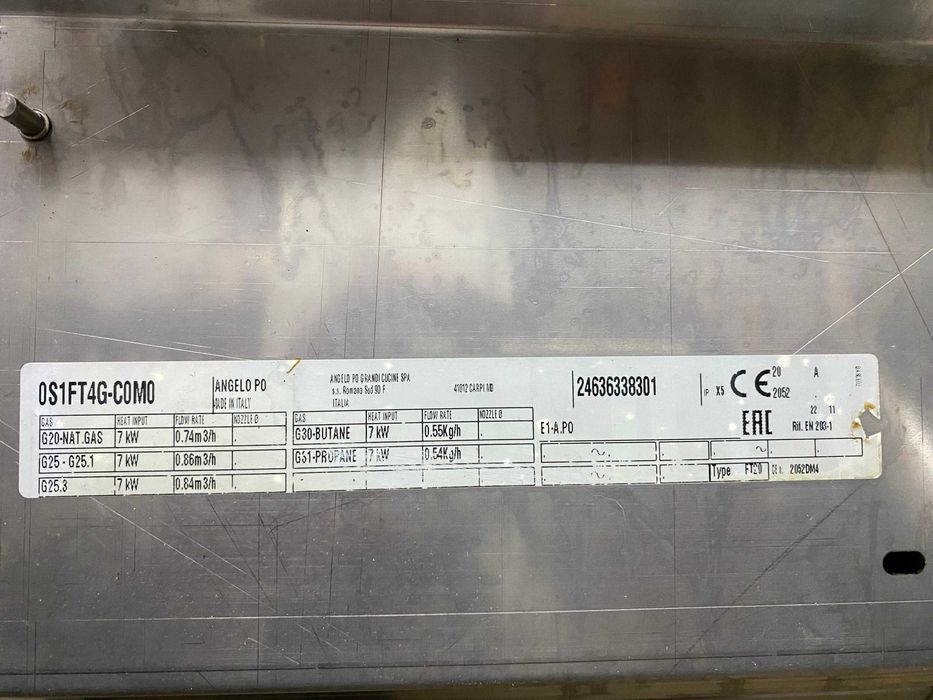 0S1FT4G-COM0
ANGELO PO
MADE IN ITALY
ANGELO PO GRANDI CUCINE SPA
s.s. Romana Sud 90 F 41012 CARPI MO
ITALIA
24636338301
IP X5 CE 20 A
2052
E1-A.PO EAC 22 11
Rif. EN 203-1
GAS HEAT INPUT FLOW RATE NOZZLE Ø
G20-NAT.GAS 7 kW 0.74m3/h .
G25 - G25.1 7 kW 0.86m3/h .
G25.3 7 kW 0.84m3/h .
GAS HEAT INPUT FLOW RATE NOZZLE Ø
G30-BUTANE 7 kW 0.55Kg/h .
G31-PROPANE 7 kW 0.54Kg/h .
. ~ . . . ~ . .
Type FT20 CE n. 2052DM4